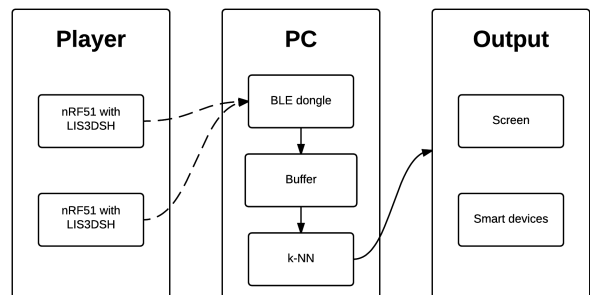 Player
nRF51 with
LIS3DSH
nRF51 with
LIS3DSH
PC
BLE dongle
Buffer
k-NN
Output
Screen
Smart devices